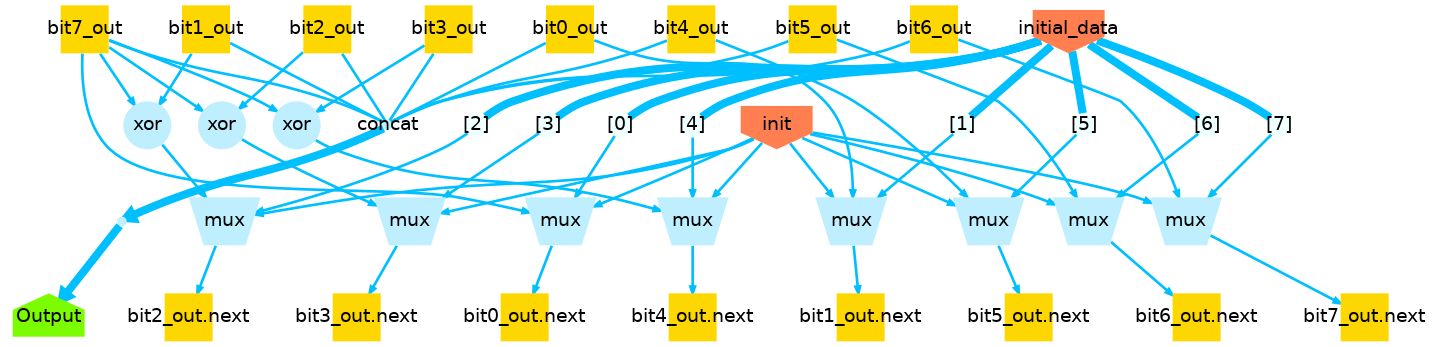 bit7_out bit1_out bit2_out bit3_out bit0_out bit4_out bit5_out bit6_out initial_data
xor xor xor concat [2] [3] [0] [4] init [1] [5] [6] [7]
mux mux mux mux mux mux mux mux
Output bit2_out.next bit3_out.next bit0_out.next bit4_out.next bit1_out.next bit5_out.next bit6_out.next bit7_out.next